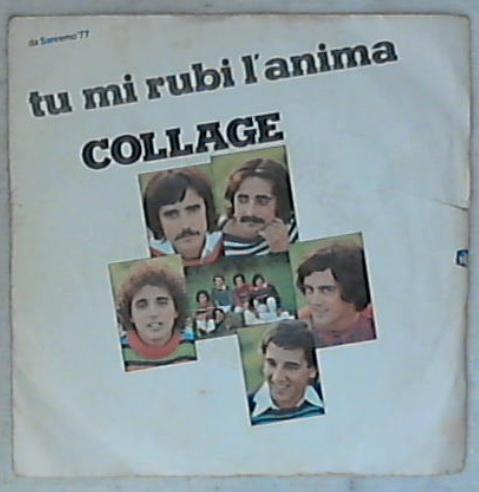 da Sanremo '77
tu mi rubi l'anima
COLLAGE